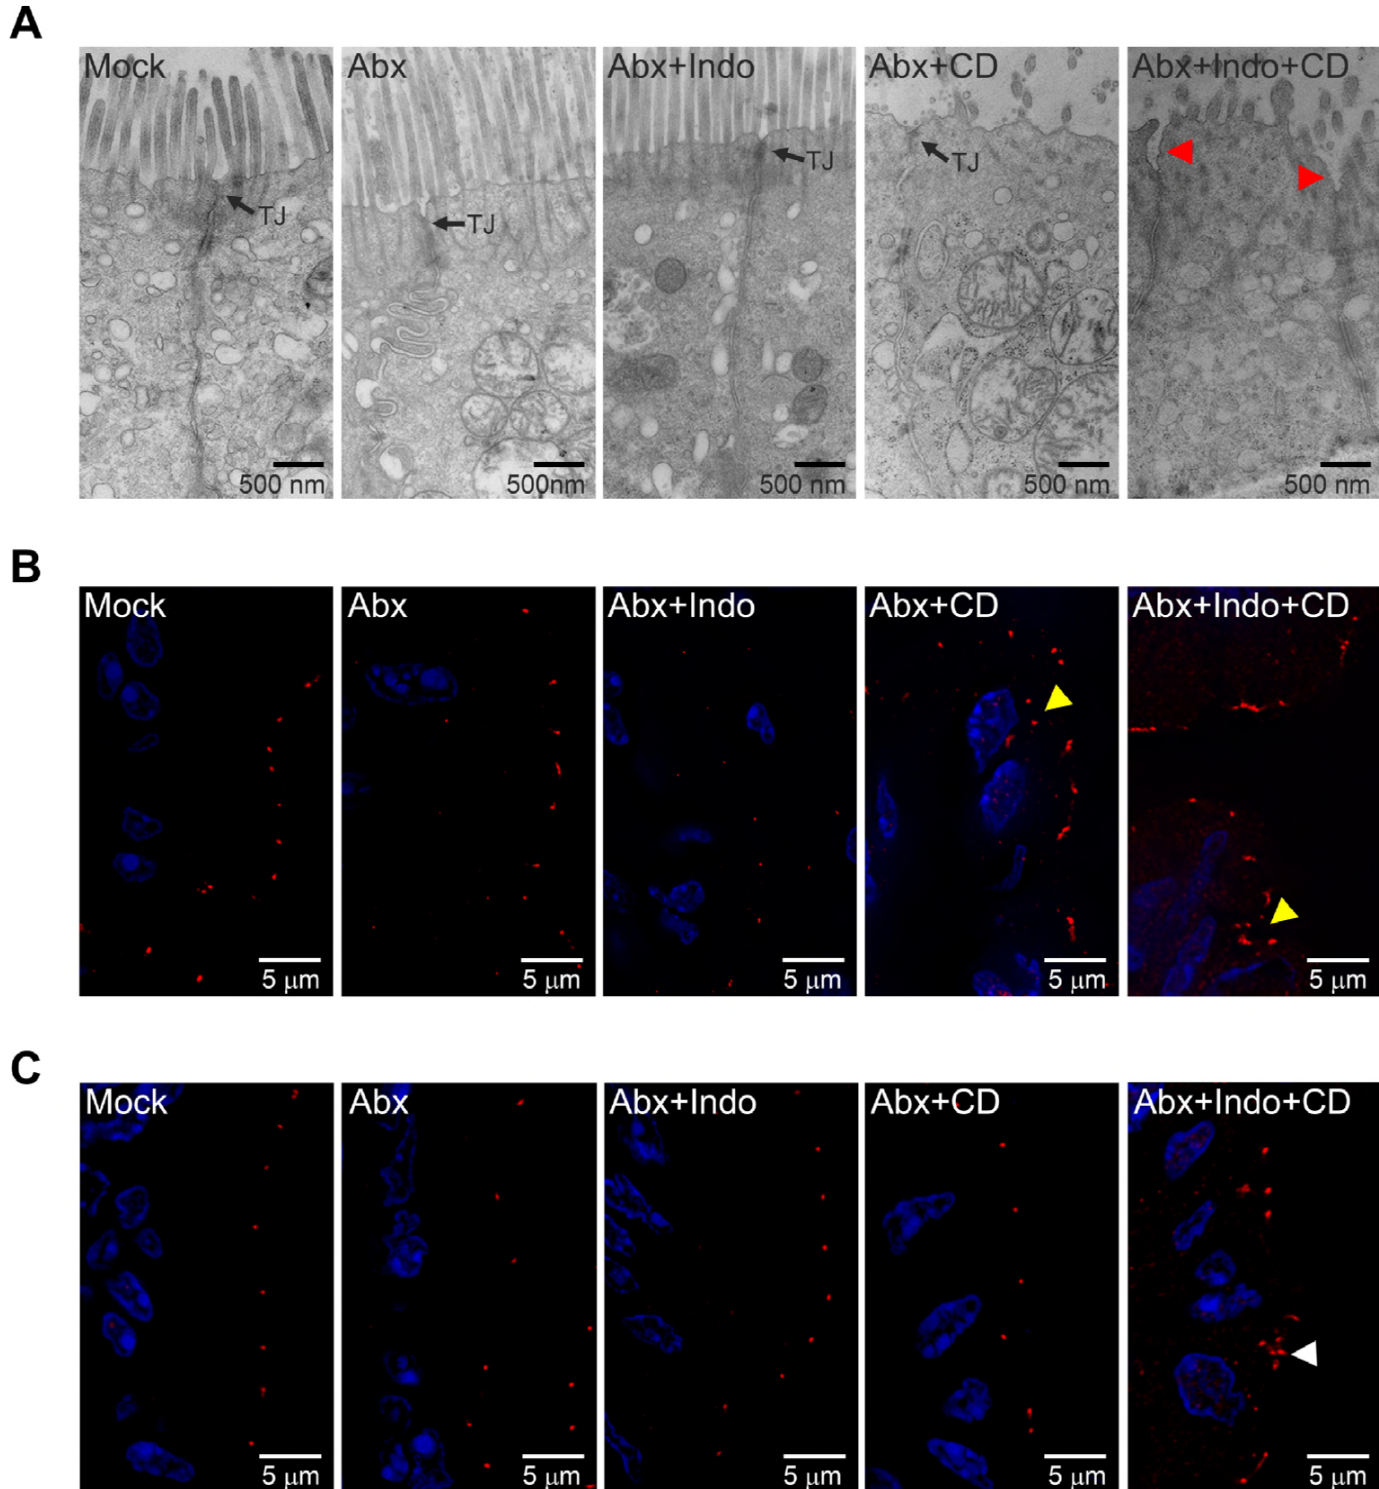 A
Mock Abx Abx+Indo Abx+CD Abx+Indo+CD
TJ TJ TJ TJ
500 nm 500nm 500 nm 500 nm 500 nm
B
Mock Abx Abx+Indo Abx+CD Abx+Indo+CD
5 μm 5 μm 5 μm 5 μm 5 μm
C
Mock Abx Abx+Indo Abx+CD Abx+Indo+CD
5 μm 5 μm 5 μm 5 μm 5 μm